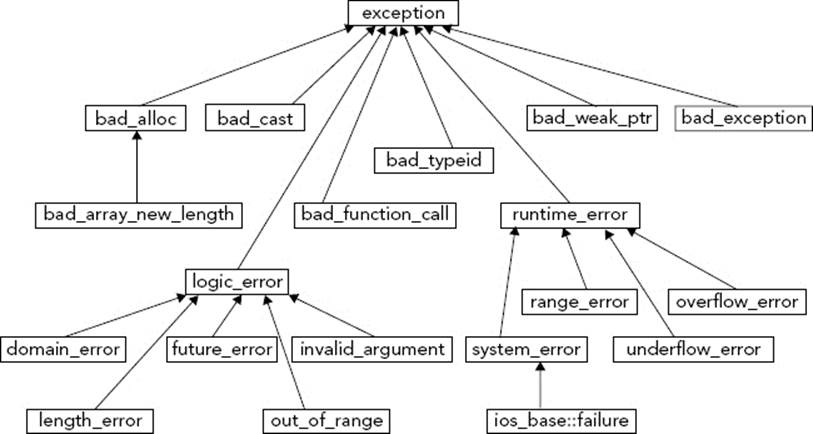 exception
bad_alloc
bad_cast
bad_weak_ptr
bad_exception
bad_typeid
bad_array_new_length
bad_function_call
runtime_error
logic_error
range_error
overflow_error
domain_error
future_error
invalid_argument
system_error
underflow_error
length_error
out_of_range
ios_base::failure